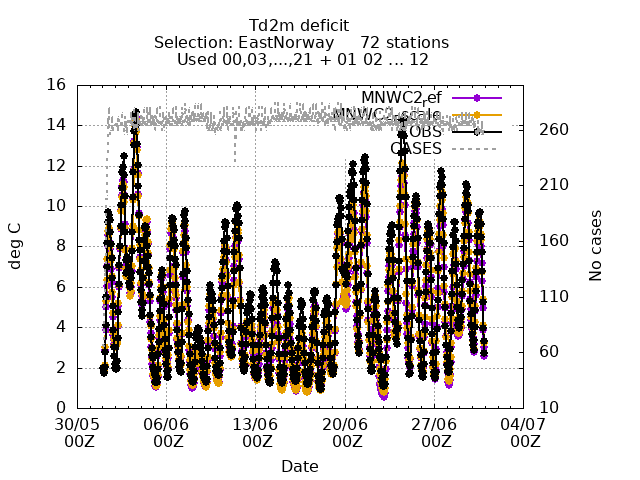 Td2m deficit
Selection: EastNorway 72 stations
Used 00,03,...,21 + 01 02 ... 12
16
14
12
10
8
6
4
2
0
260
210
160
110
60
10
deg C
No cases
MNWC2_ref
MNWC2_scale
OBS
CASES
30/05 06/06 13/06 20/06 27/06 04/07
00Z 00Z 00Z 00Z 00Z 00Z
Date